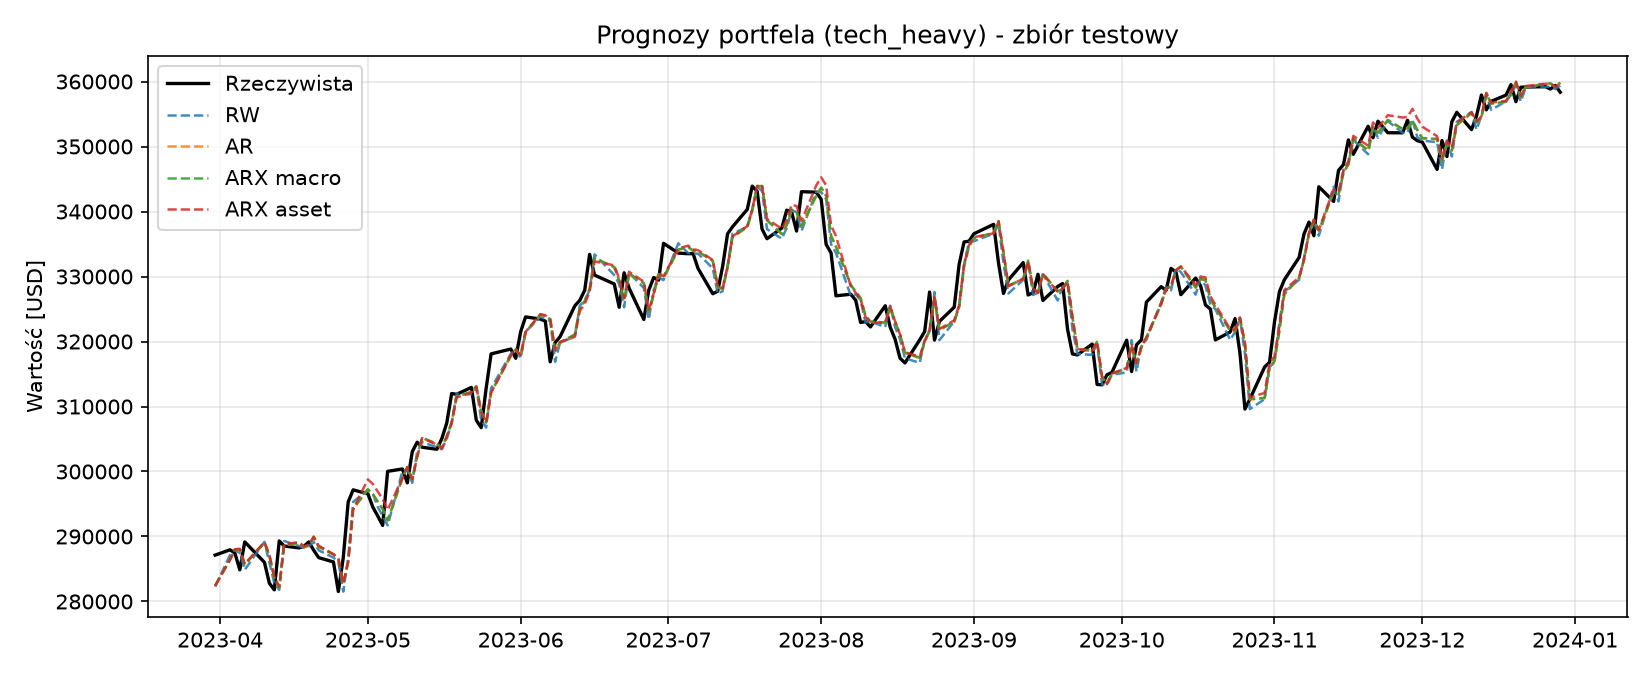 Prognozy portfela (tech_heavy) - zbiór testowy
Rzeczywista
RW
AR
ARX macro
ARX asset
Wartość [USD]
360000
350000
340000
330000
320000
310000
300000
290000
280000
2023-04
2023-05
2023-06
2023-07
2023-08
2023-09
2023-10
2023-11
2023-12
2024-01